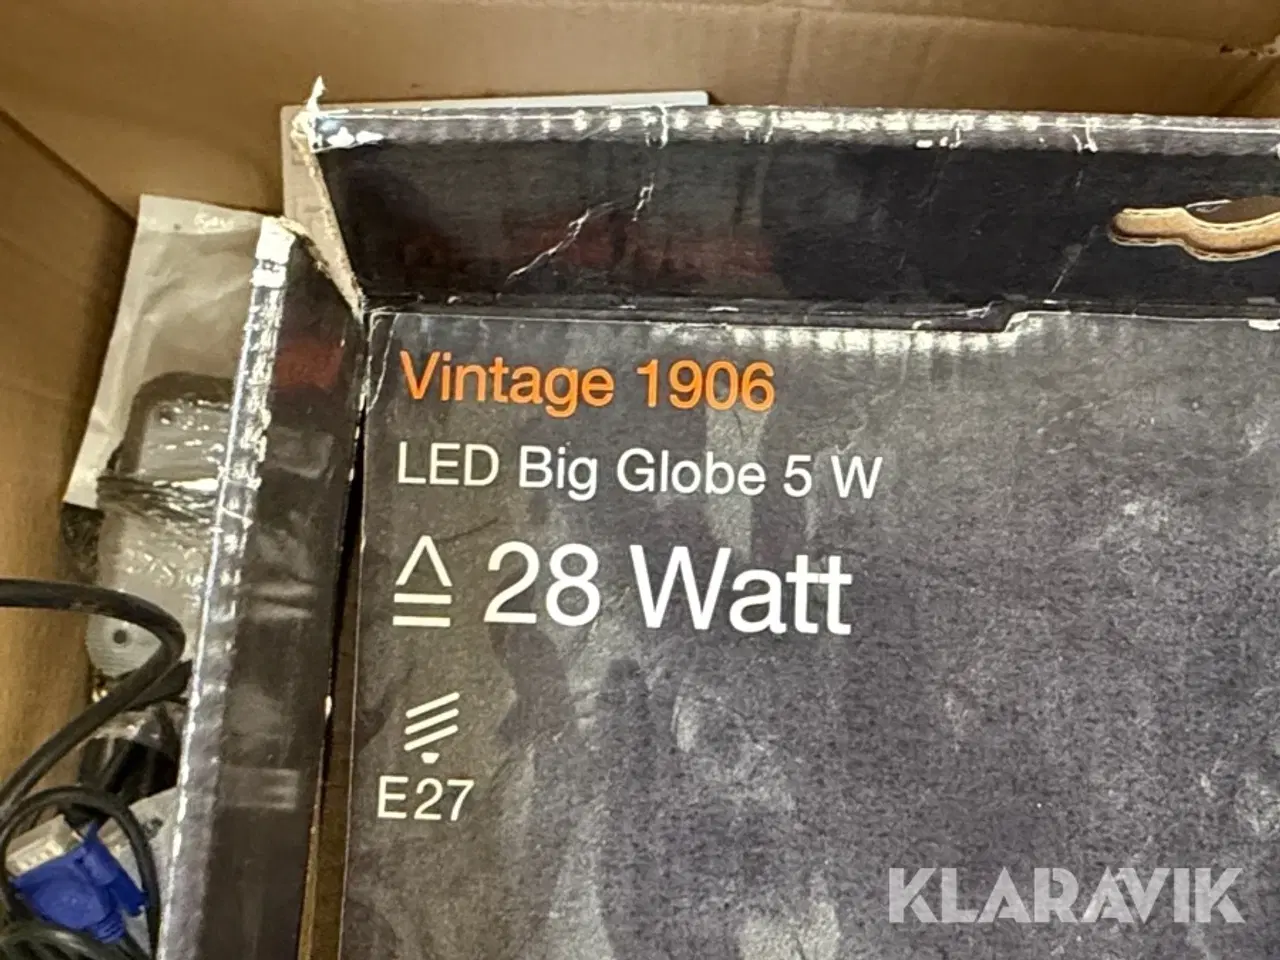 Vintage 1906
LED Big Globe 5 W
≙ 28 Watt
E27
KLARAVIK